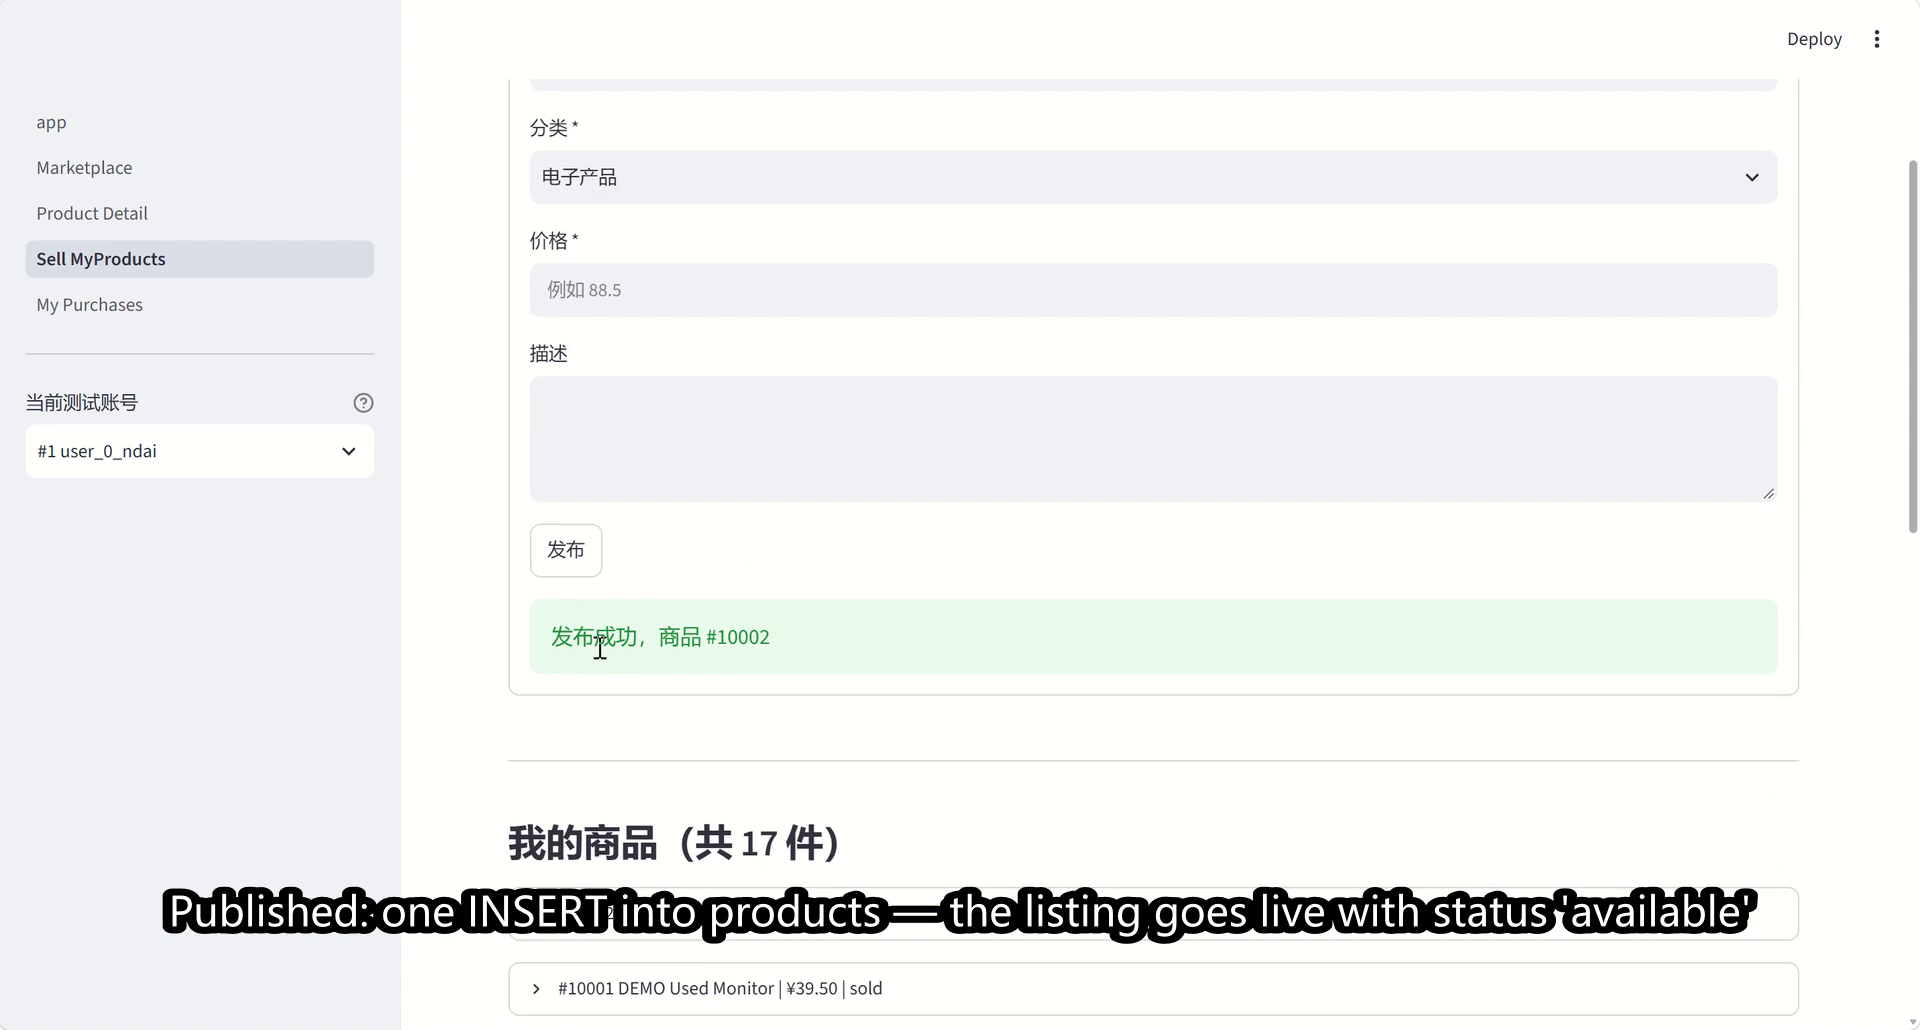 Deploy
app
Marketplace
Product Detail
Sell MyProducts
My Purchases
当前测试账号
#1 user_0_ndai
分类 *
电子产品
价格 *
例如 88.5
描述
发布
发布成功，商品 #10002
我的商品（共 17 件）
Published: one INSERT into products — the listing goes live with status 'available'
#10001 DEMO Used Monitor | ¥39.50 | sold